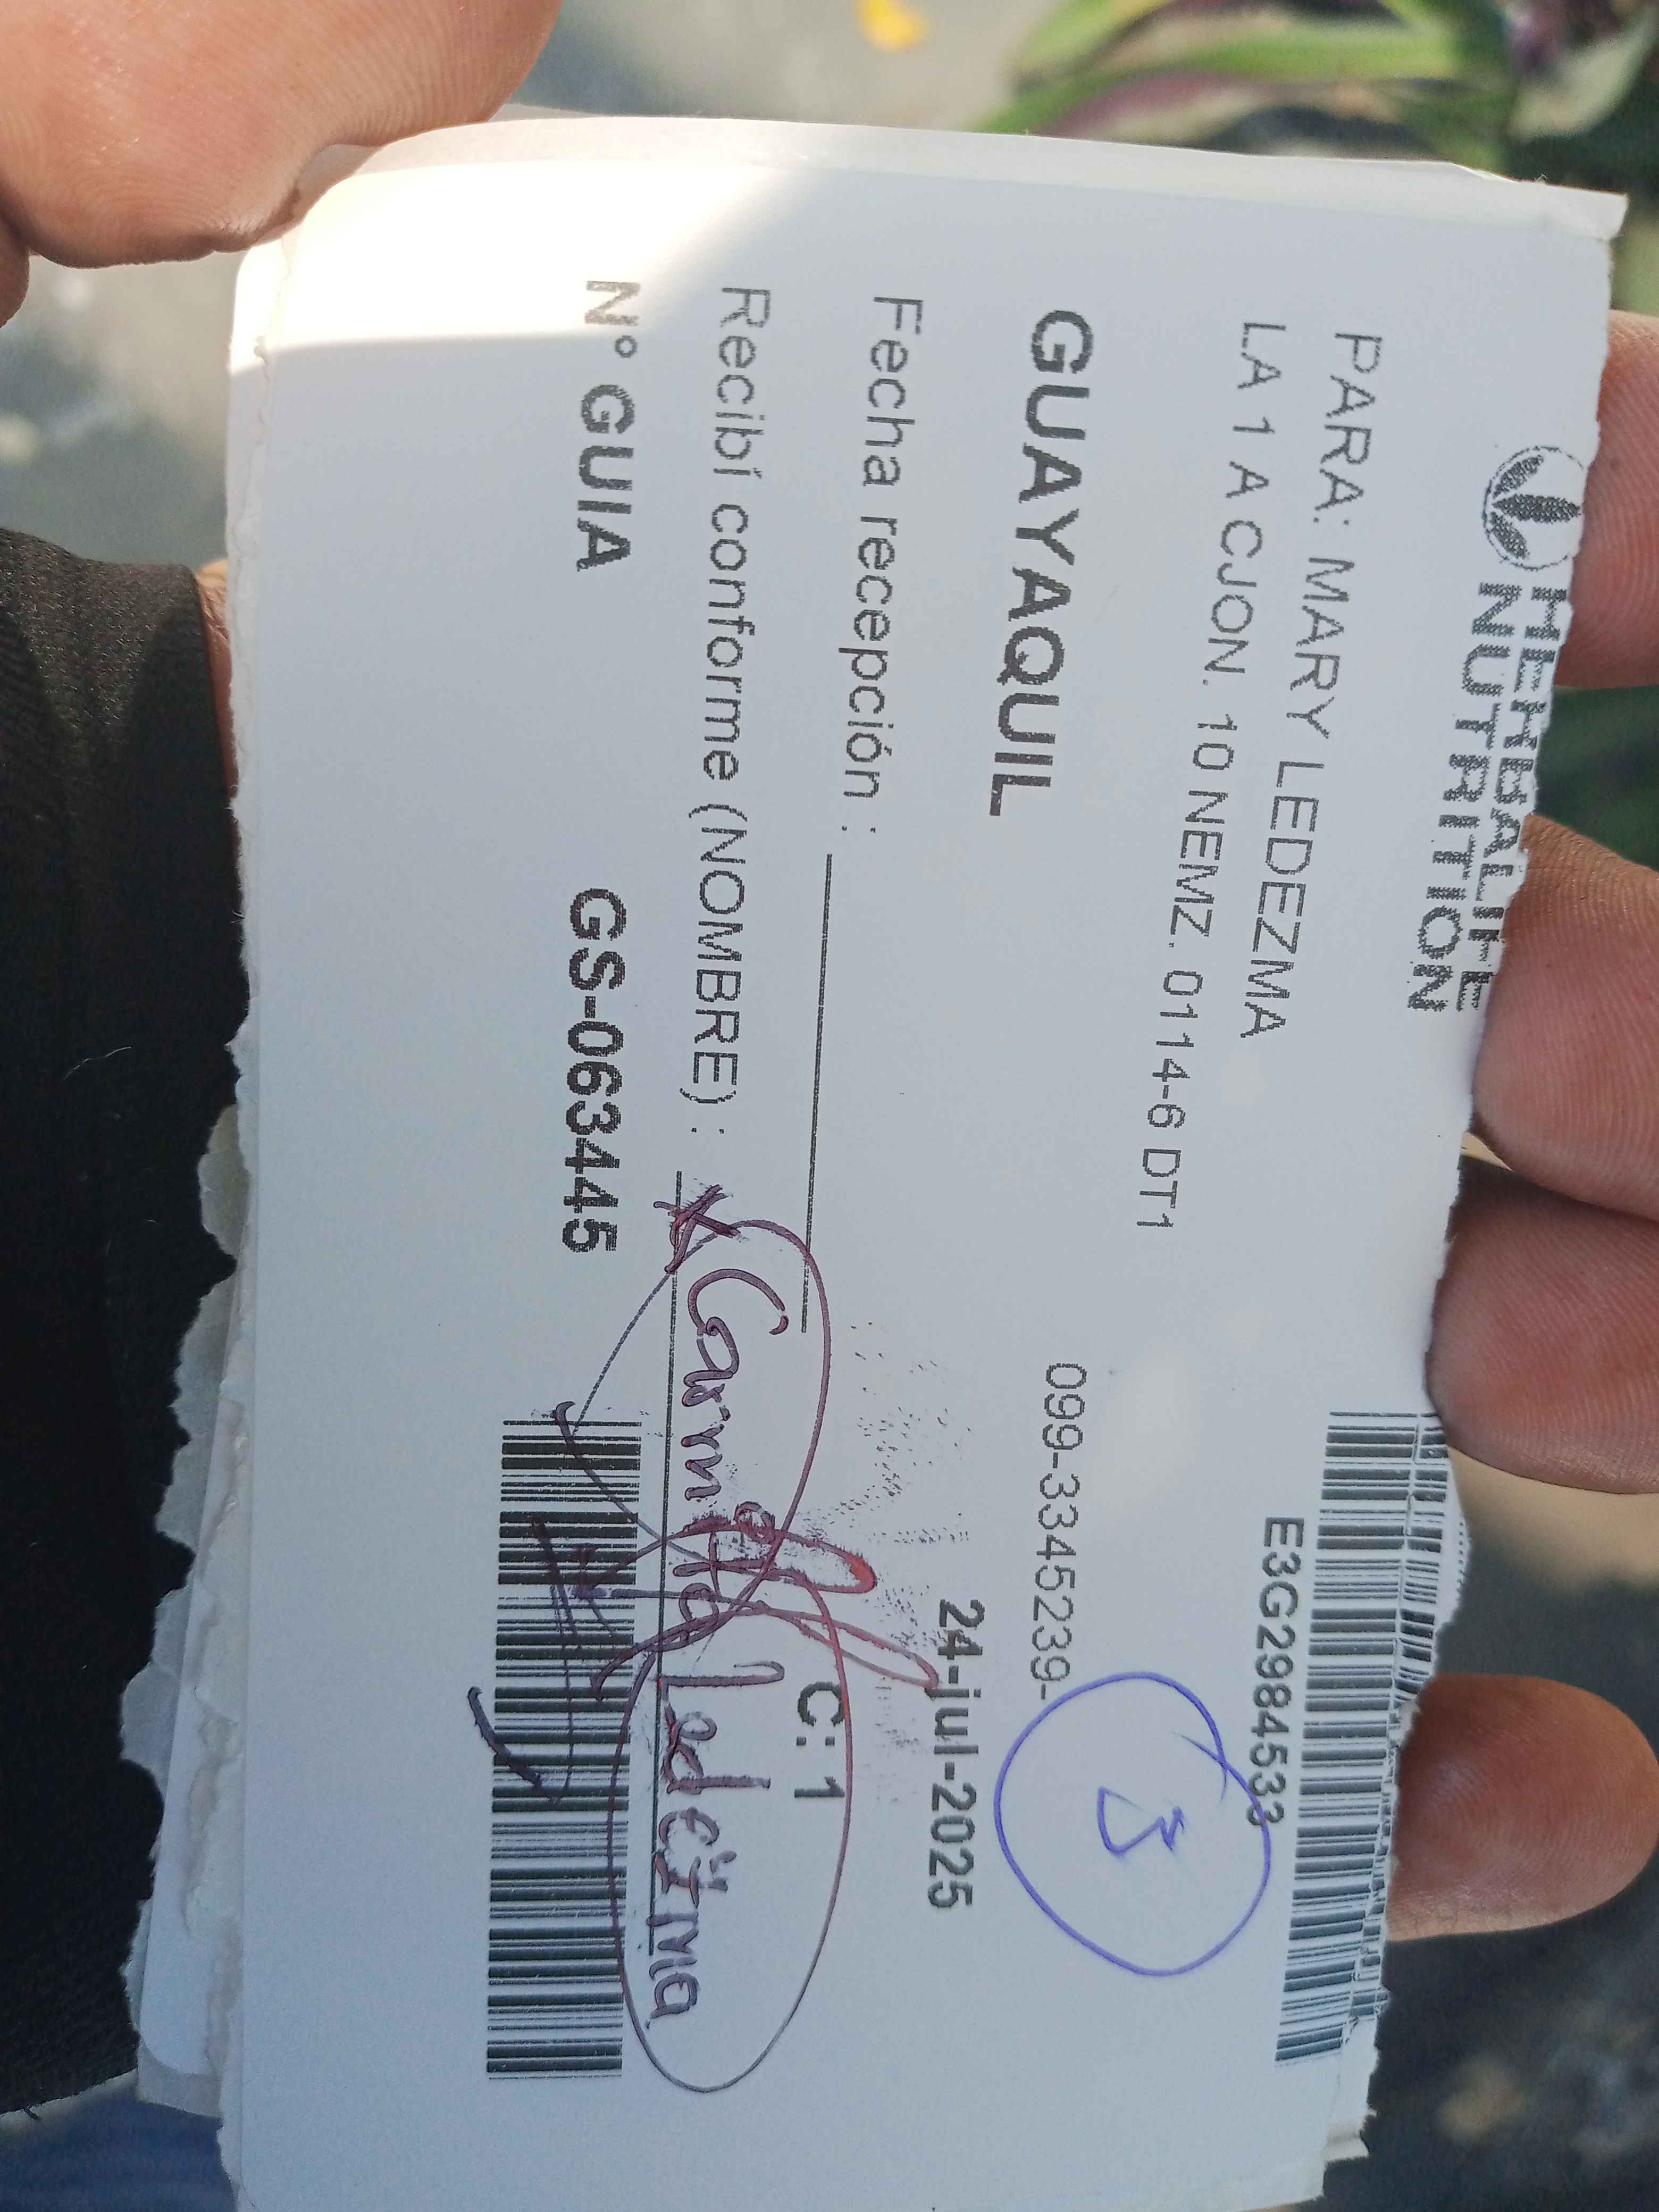 HERBALIFE
NUTRITION
E3G2984533
PARA: MARY LEDEZMA
LA 1 A CJON. 10 NEMZ. 0114-6 DT1
099-3345239-
3
GUAYAQUIL
24-jul-2025
Fecha recepción :
C: 1
Recibí conforme (NOMBRE) : Ledezma
N° GUIA GS-063445